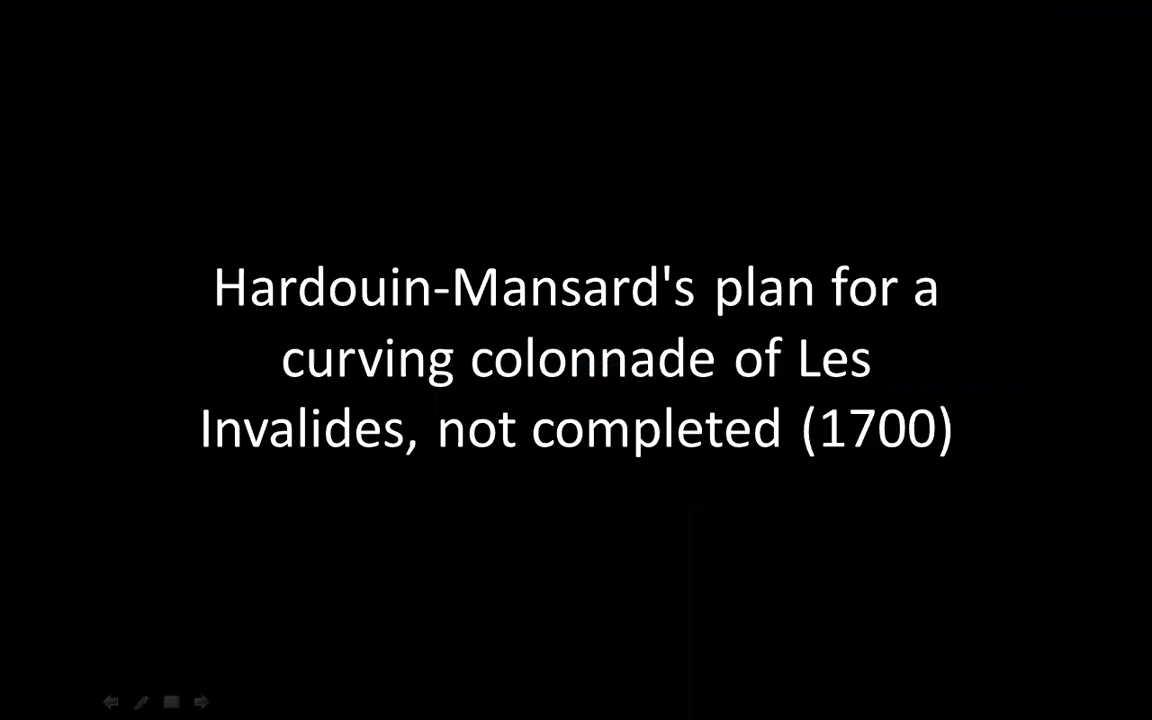 Hardouin-Mansard's plan for a
curving colonnade of Les
Invalides, not completed (1700)